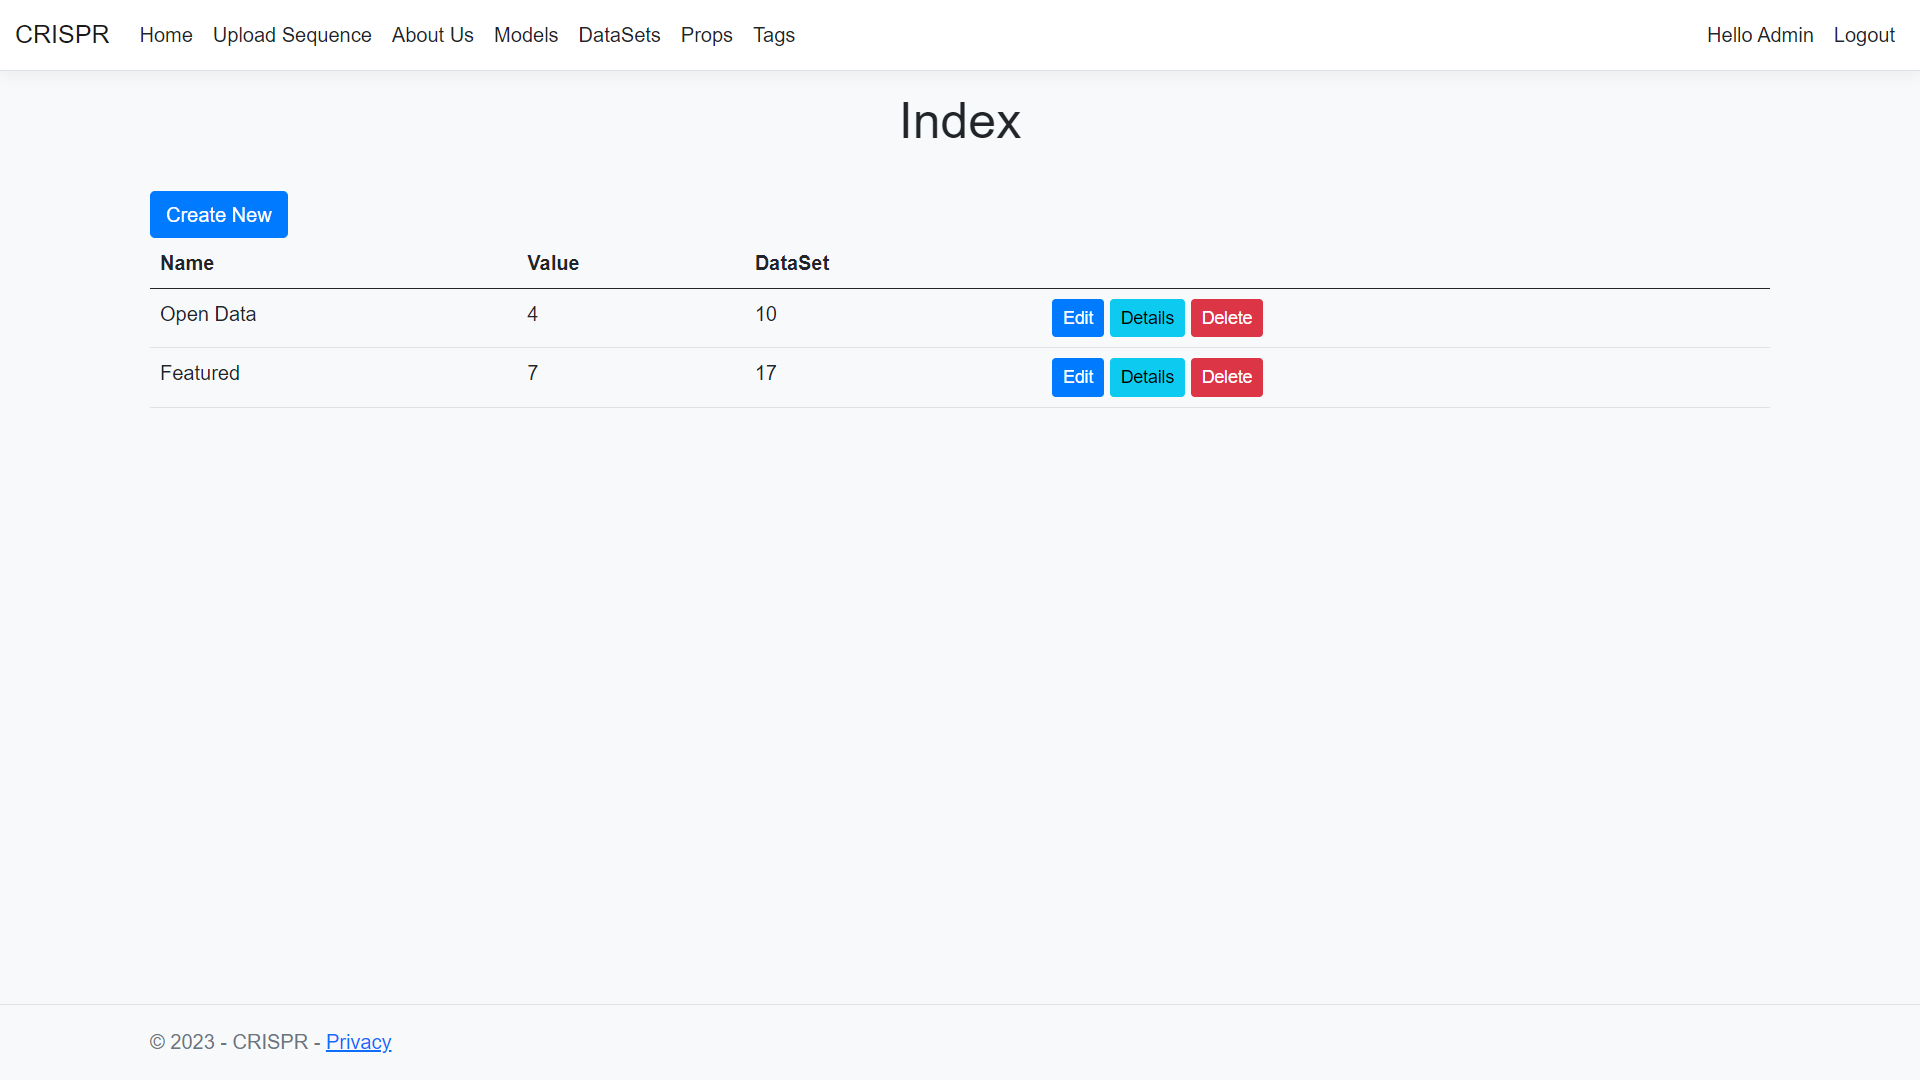 CRISPR Home Upload Sequence About Us Models DataSets Props Tags Hello Admin Logout
Index
Create New
Name Value DataSet
Open Data 4 10 Edit Details Delete
Featured 7 17 Edit Details Delete
© 2023 - CRISPR - Privacy